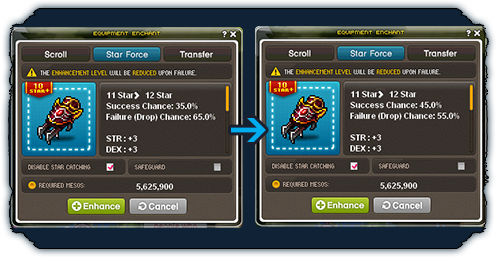 EQUIPMENT ENCHANT
Scroll Star Force Transfer
THE ENHANCEMENT LEVEL WILL BE REDUCED UPON FAILURE.
10
STAR+
11 Star > 12 Star
Success Chance: 35.0%
Failure (Drop) Chance: 65.0%
STR : +3
DEX : +3
DISABLE STAR CATCHING SAFEGUARD
REQUIRED MESOS: 5,625,900
Enhance Cancel
EQUIPMENT ENCHANT
Scroll Star Force Transfer
THE ENHANCEMENT LEVEL WILL BE REDUCED UPON FAILURE.
10
STAR+
11 Star > 12 Star
Success Chance: 45.0%
Failure (Drop) Chance: 55.0%
STR : +3
DEX : +3
DISABLE STAR CATCHING SAFEGUARD
REQUIRED MESOS: 5,625,900
Enhance Cancel